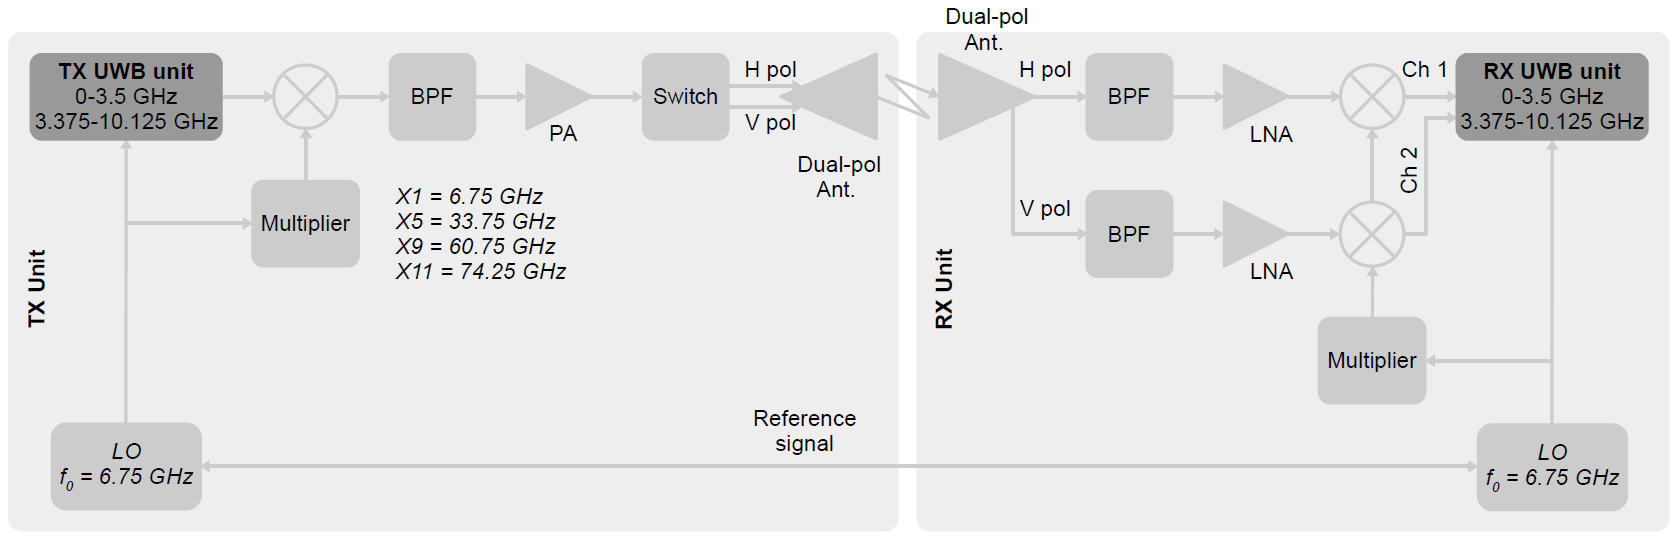 TX UWB unit
0-3.5 GHz
3.375-10.125 GHz
BPF
PA
Switch
H pol
V pol
Dual-pol
Ant.
Multiplier
X1 = 6.75 GHz
X5 = 33.75 GHz
X9 = 60.75 GHz
X11 = 74.25 GHz
TX Unit
LO
f0 = 6.75 GHz
Reference
signal
Dual-pol
Ant.
H pol
BPF
LNA
Ch 1
RX UWB unit
0-3.5 GHz
3.375-10.125 GHz
V pol
BPF
LNA
Ch 2
RX Unit
Multiplier
LO
f0 = 6.75 GHz